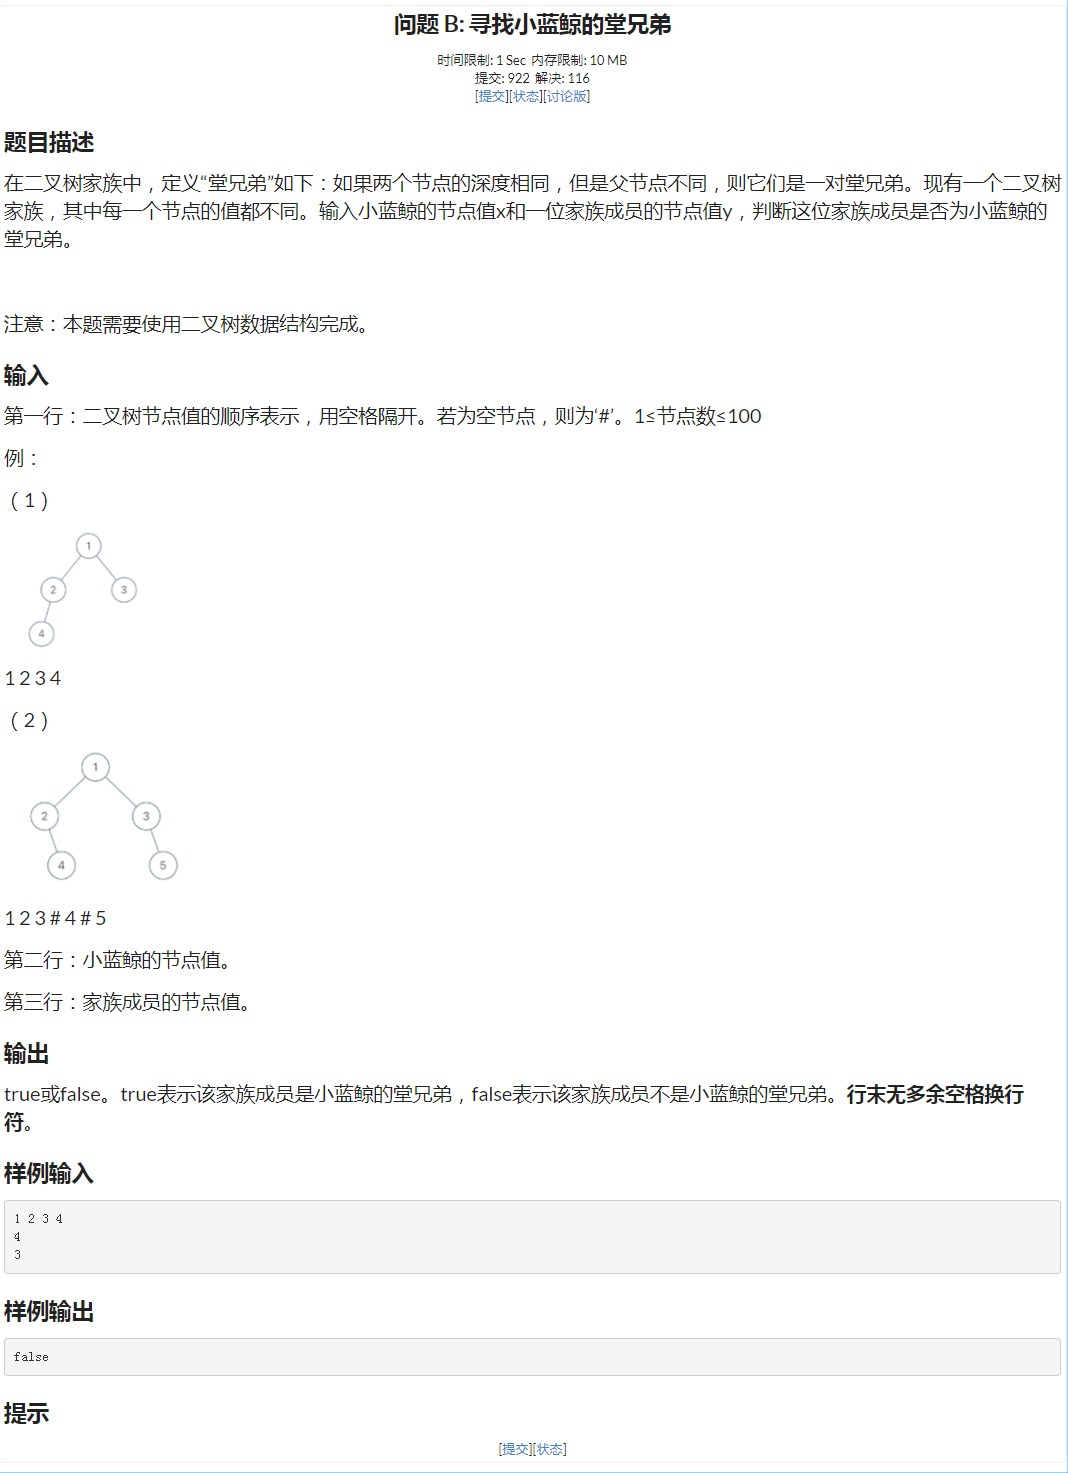 问题 B: 寻找小蓝鲸的堂兄弟
时间限制: 1 Sec  内存限制: 10 MB
提交: 922  解决: 116
[提交][状态][讨论版]
题目描述
在二叉树家族中，定义“堂兄弟”如下：如果两个节点的深度相同，但是父节点不同，则它们是一对堂兄弟。现有一个二叉树
家族，其中每一个节点的值都不同。输入小蓝鲸的节点值x和一位家族成员的节点值y，判断这位家族成员是否为小蓝鲸的
堂兄弟。
注意：本题需要使用二叉树数据结构完成。
输入
第一行：二叉树节点值的顺序表示，用空格隔开。若为空节点，则为‘#’。1≤节点数≤100
例：
（1）
1
2 3
4
1 2 3 4
（2）
1
2 3
4 5
1 2 3 # 4 # 5
第二行：小蓝鲸的节点值。
第三行：家族成员的节点值。
输出
true或false。true表示该家族成员是小蓝鲸的堂兄弟，false表示该家族成员不是小蓝鲸的堂兄弟。行末无多余空格换行
符。
样例输入
1 2 3 4
4
3
样例输出
false
提示
[提交][状态]